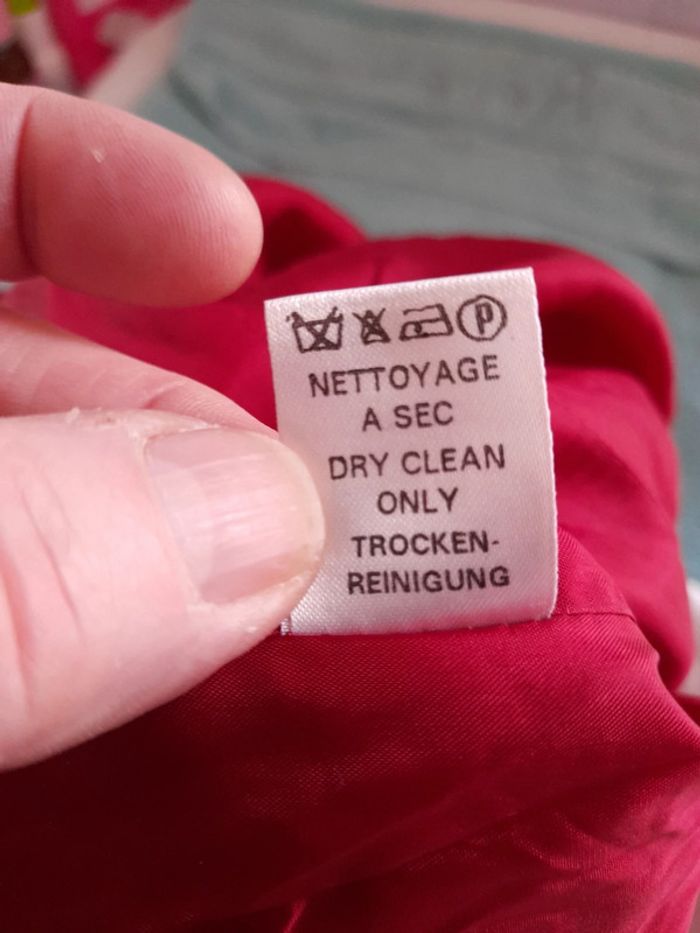 P
NETTOYAGE
A SEC
DRY CLEAN
ONLY
TROCKEN-
REINIGUNG